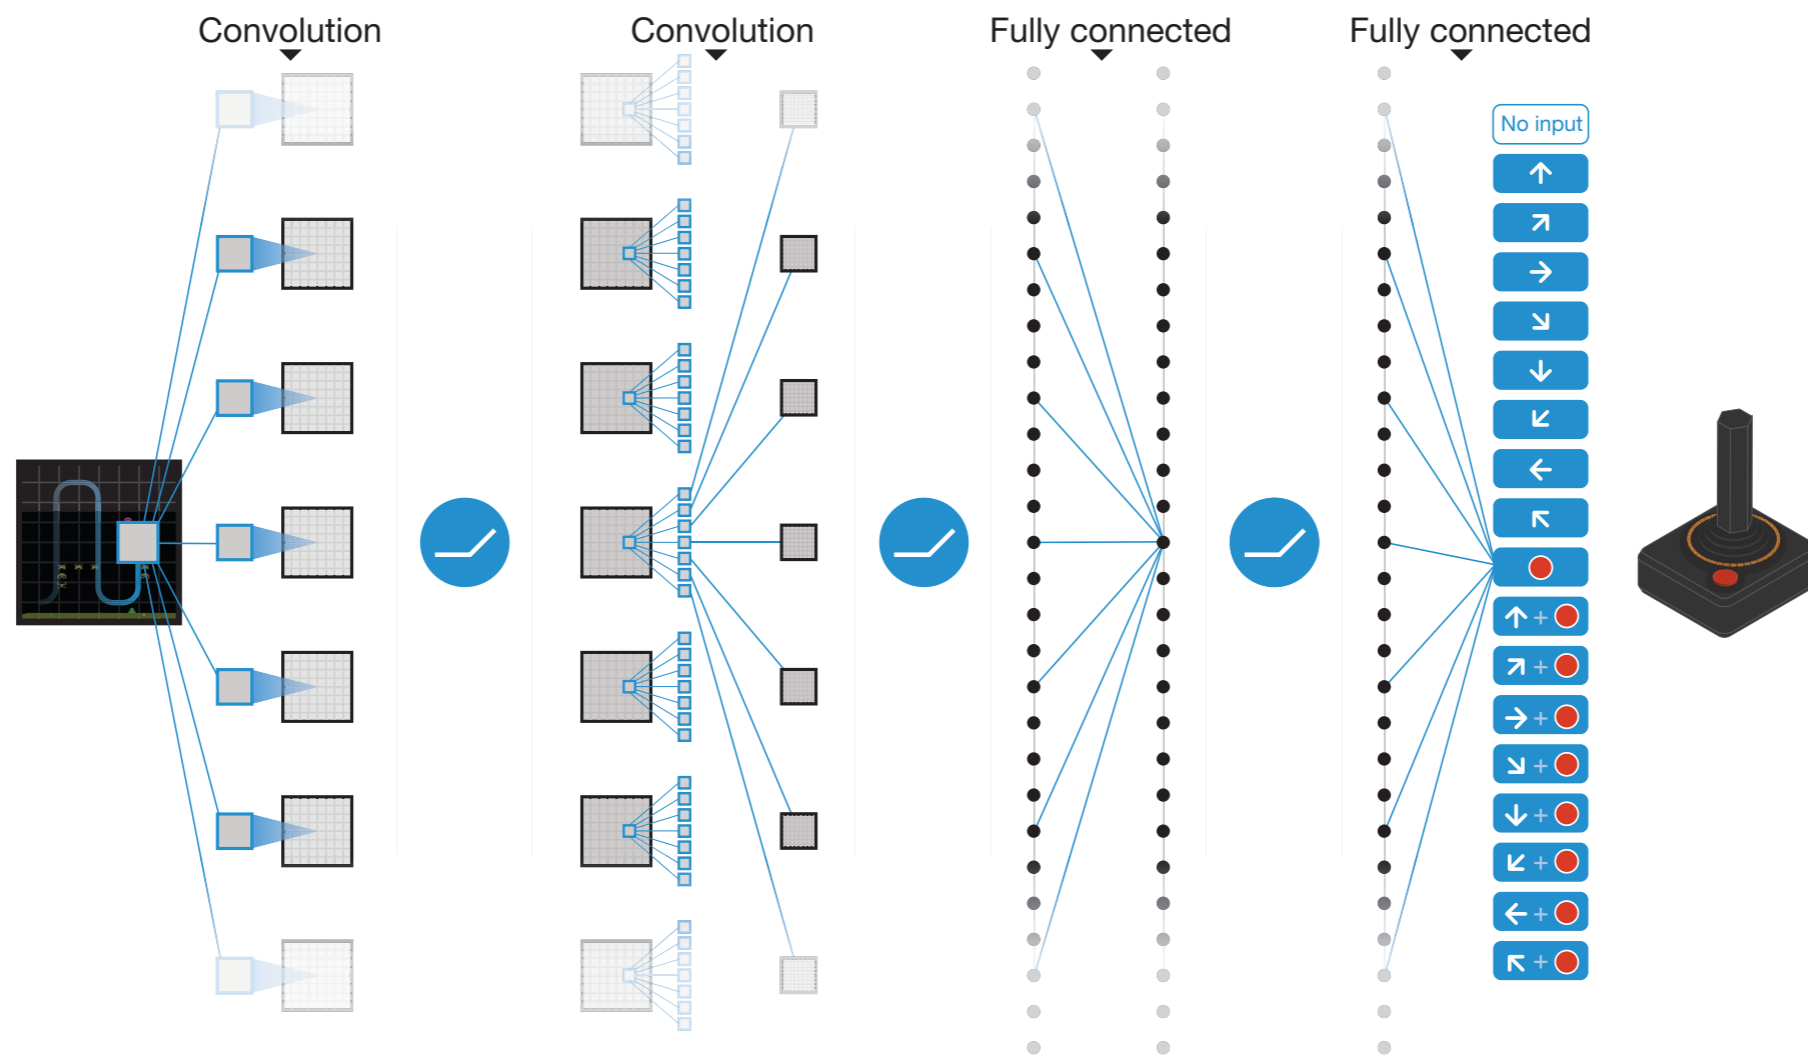 Convolution
Convolution
Fully connected
Fully connected
No input
+
+
+
+
+
+
+
+